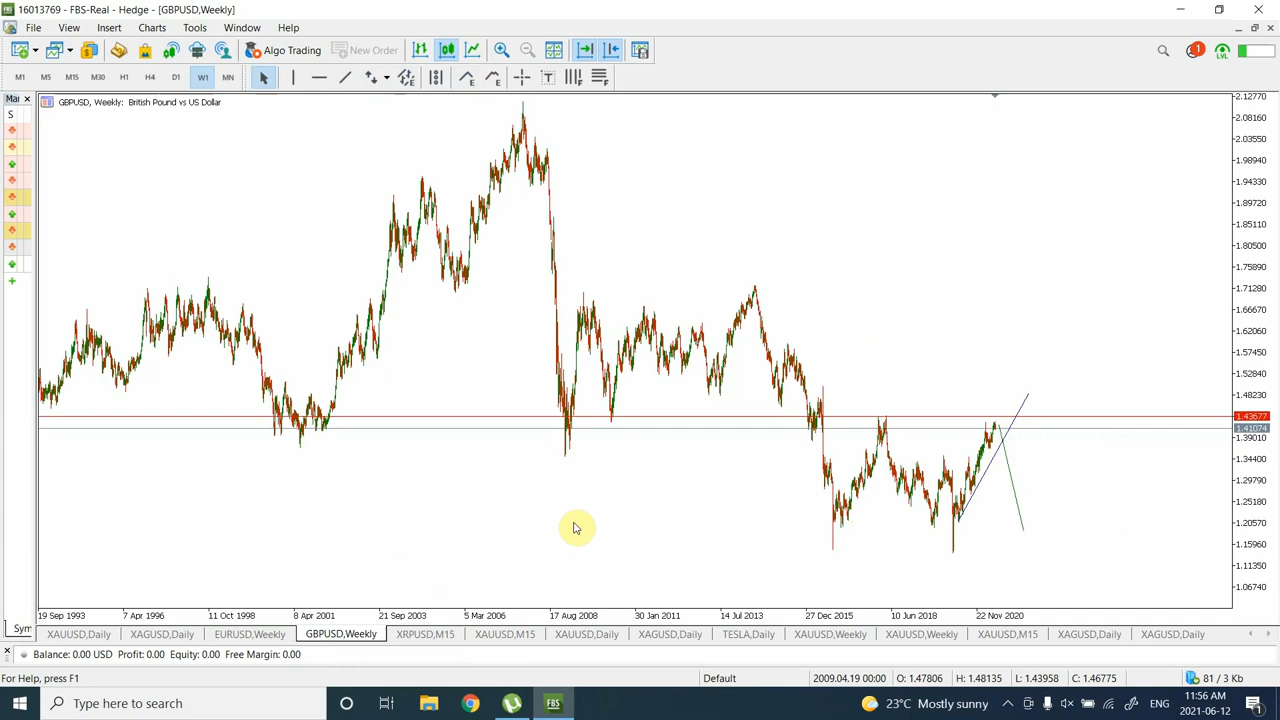 16013769 - FBS-Real - Hedge - [GBPUSD,Weekly]
File View Insert Charts Tools Window Help
Algo Trading New Order 1 LVL
M1 M5 M15 M30 H1 H4 D1 W1 MN T F F
S
GBPUSD, Weekly: British Pound vs US Dollar
2.12770
2.08160
2.03550
1.98940
1.94330
1.89720
1.85110
1.80500
1.75890
1.71280
1.66670
1.62060
1.57450
1.52840
1.48230
1.43677
1.41074
1.39010
1.34400
1.29790
1.25180
1.20570
1.15960
1.11350
1.06740
19 Sep 1993 7 Apr 1996 11 Oct 1998 8 Apr 2001 21 Sep 2003 5 Mar 2006 17 Aug 2008 30 Jan 2011 14 Jul 2013 27 Dec 2015 10 Jun 2018 22 Nov 2020
Sym XAUUSD,Daily XAGUSD,Daily EURUSD,Weekly GBPUSD,Weekly XRPUSD,M15 XAUUSD,M15 XAUUSD,Daily XAGUSD,Daily TESLA,Daily XAUUSD,Weekly XAUUSD,Weekly XAUUSD,M15 XAGUSD,Daily XAGUSD,Daily
Balance: 0.00 USD Profit: 0.00 Equity: 0.00 Free Margin: 0.00
For Help, press F1 Default 2009.04.19 00:00 O: 1.47806 H: 1.48135 L: 1.43958 C: 1.46775 81 / 3 Kb
Type here to search FBS 23°C Mostly sunny ENG 11:56 AM
2021-06-12 1